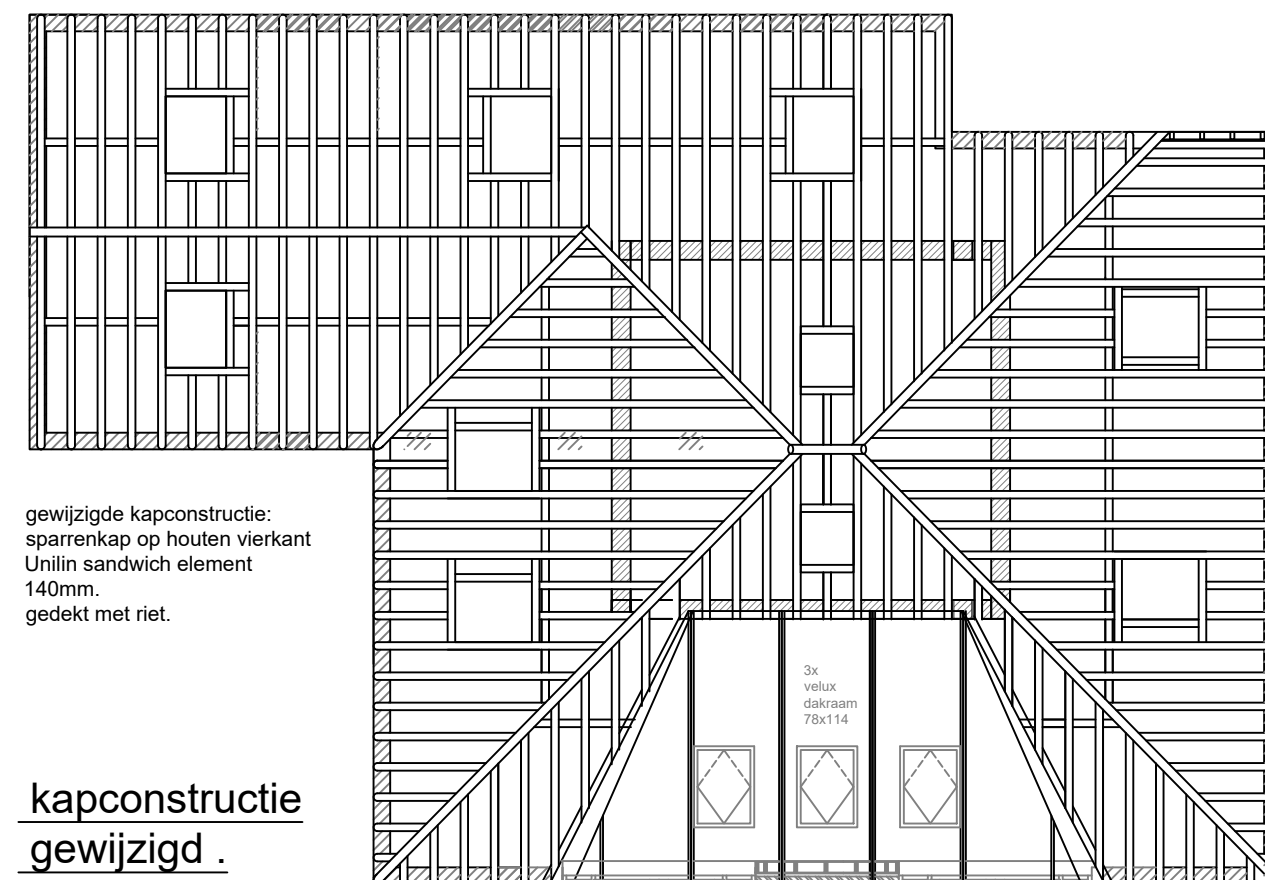 gewijzigde kapconstructie:
sparrenkap op houten vierkant
Unilin sandwich element
140mm.
gedekt met riet.
3x
velux
dakraam
78x114
kapconstructie
gewijzigd .